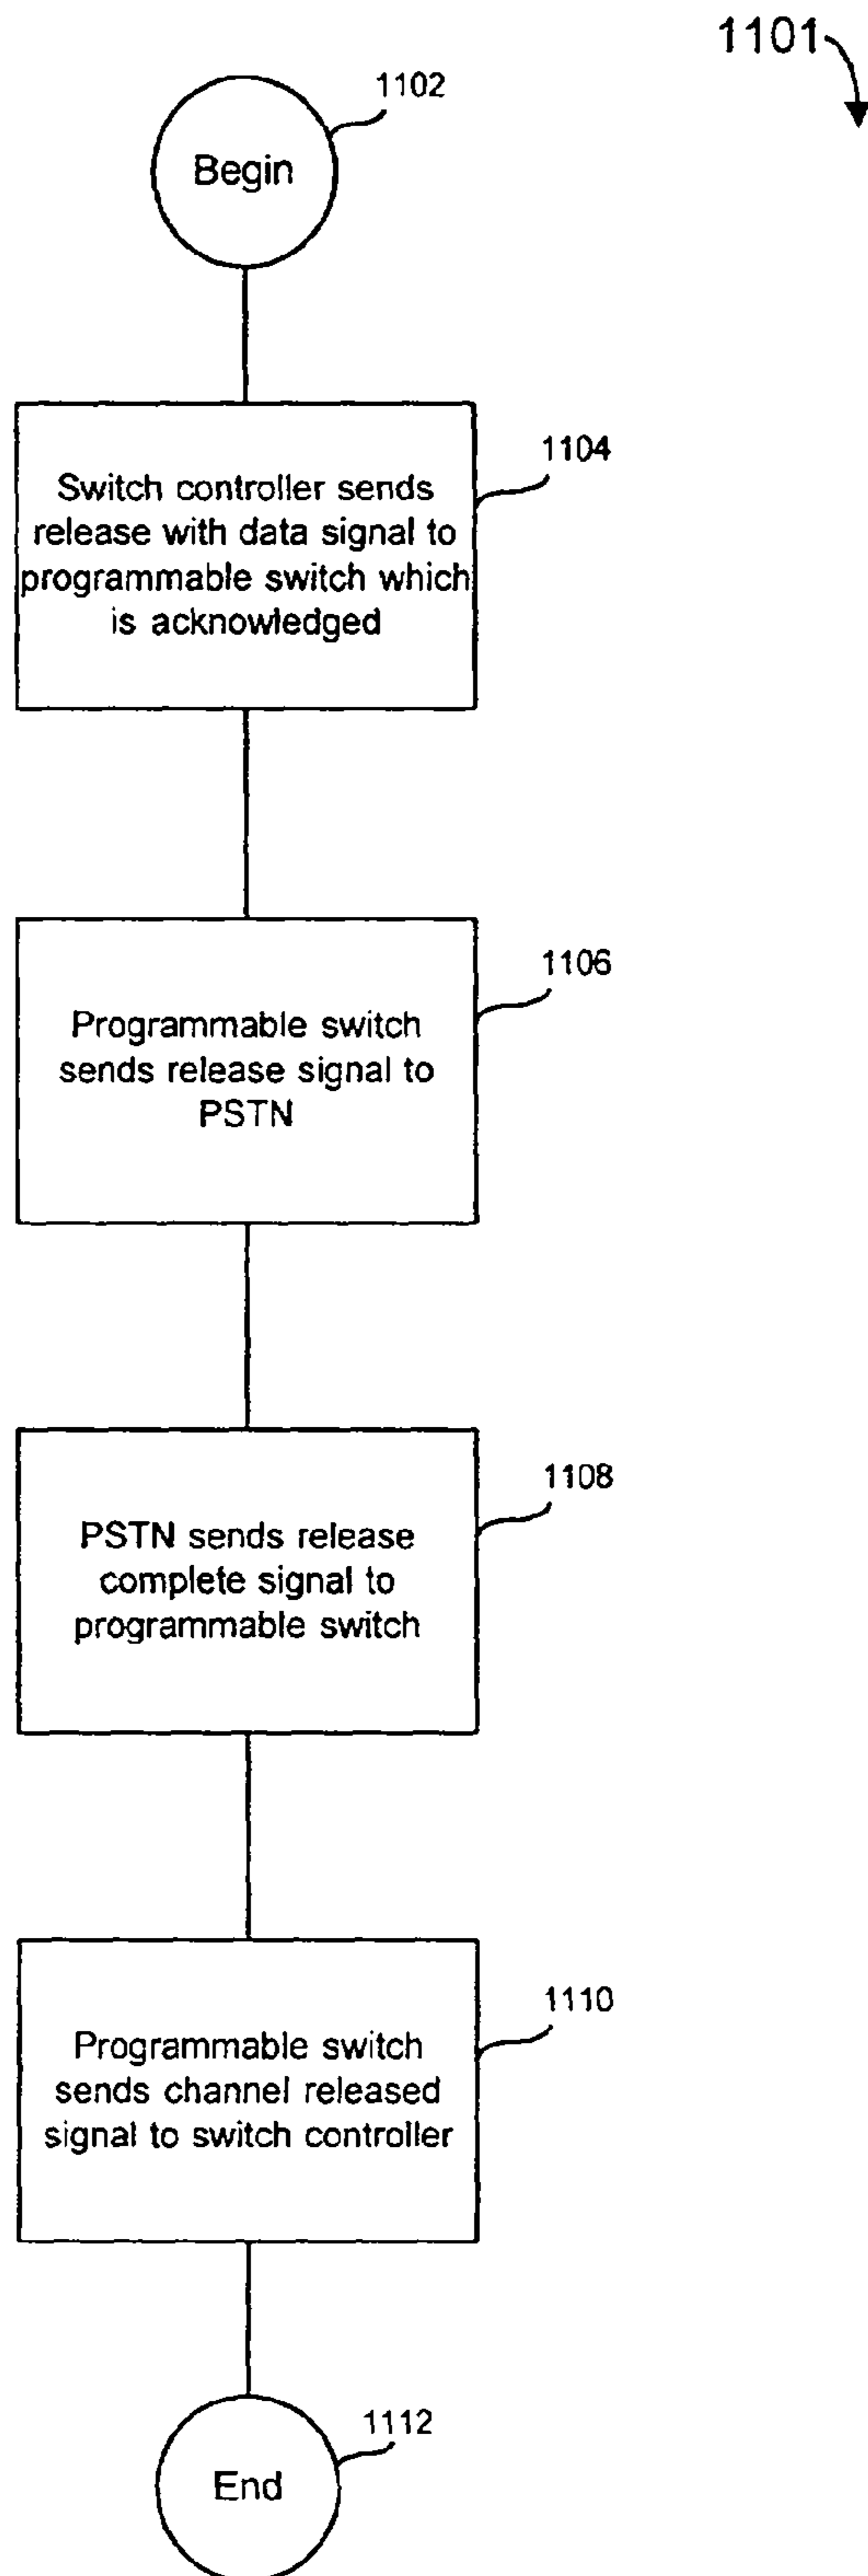 1101
1102
Begin
1104
Switch controller sends
release with data signal to
programmable switch which
is acknowledged
1106
Programmable switch
sends release signal to
PSTN
1108
PSTN sends release
complete signal to
programmable switch
1110
Programmable switch
sends channel released
signal to switch controller
1112
End